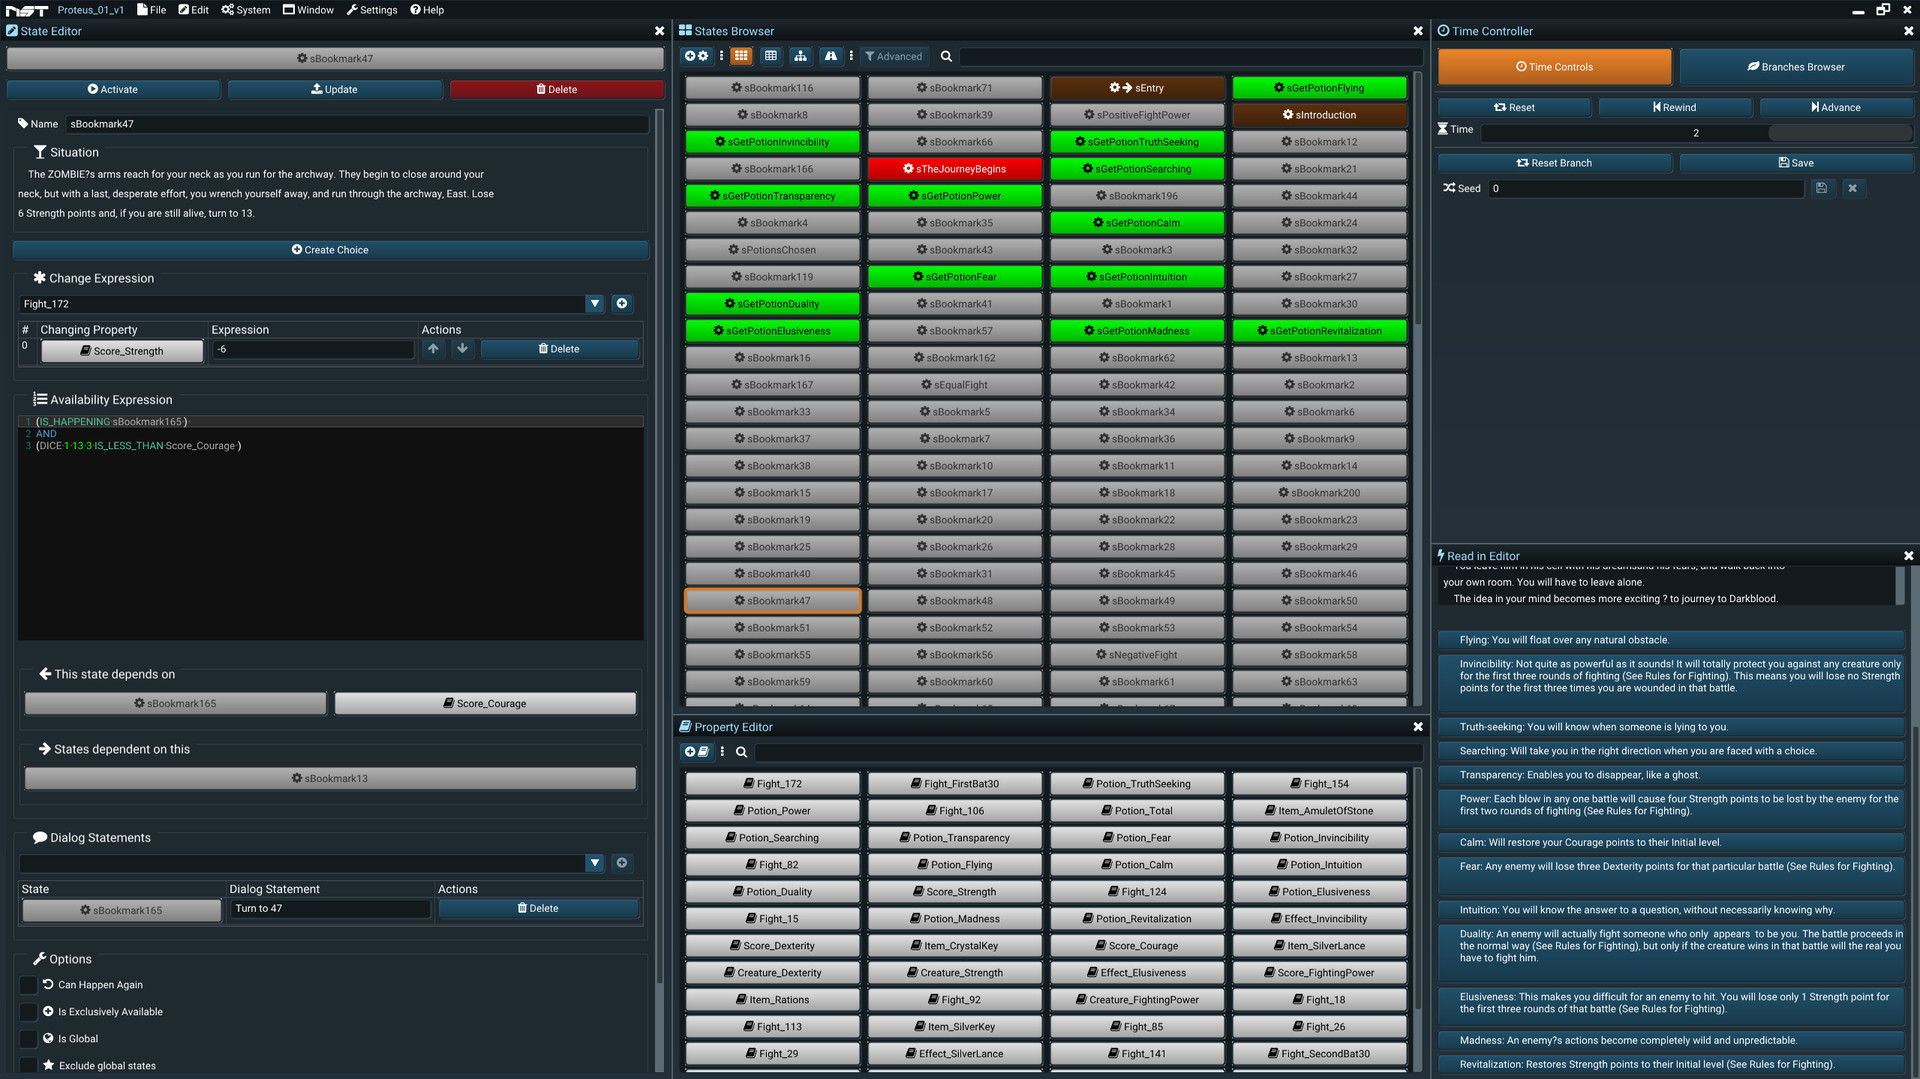 NST Proteus_01_v1 File Edit System Window Settings Help
State Editor
sBookmark47
Activate Update Delete
Name sBookmark47
Situation
The ZOMBIE?s arms reach for your neck as you run for the archway. They begin to close around your
neck, but with a last, desperate effort, you wrench yourself away, and run through the archway, East. Lose
6 Strength points and, if you are still alive, turn to 13.
Create Choice
Change Expression
Fight_172
# Changing Property Expression Actions
0 Score_Strength -6 Delete
Availability Expression
1 (IS_HAPPENING sBookmark165 )
2 AND
3 (DICE 1 13 3 IS_LESS_THAN Score_Courage )
This state depends on
sBookmark165 Score_Courage
States dependent on this
sBookmark13
Dialog Statements
State Dialog Statement Actions
sBookmark165 Turn to 47 Delete
Options
Can Happen Again
Is Exclusively Available
Is Global
Exclude global states
States Browser
Advanced
sBookmark116 sBookmark71 sEntry sGetPotionFlying
sBookmark8 sBookmark39 sPositiveFightPower sIntroduction
sGetPotionInvincibility sBookmark66 sGetPotionTruthSeeking sBookmark12
sBookmark166 sTheJourneyBegins sGetPotionSearching sBookmark21
sGetPotionTransparency sGetPotionPower sBookmark196 sBookmark44
sBookmark4 sBookmark35 sGetPotionCalm sBookmark24
sPotionsChosen sBookmark43 sBookmark3 sBookmark32
sBookmark119 sGetPotionFear sGetPotionIntuition sBookmark27
sGetPotionDuality sBookmark41 sBookmark1 sBookmark30
sGetPotionElusiveness sBookmark57 sGetPotionMadness sGetPotionRevitalization
sBookmark16 sBookmark162 sBookmark62 sBookmark13
sBookmark167 sEqualFight sBookmark42 sBookmark2
sBookmark33 sBookmark5 sBookmark34 sBookmark6
sBookmark37 sBookmark7 sBookmark36 sBookmark9
sBookmark38 sBookmark10 sBookmark11 sBookmark14
sBookmark15 sBookmark17 sBookmark18 sBookmark200
sBookmark19 sBookmark20 sBookmark22 sBookmark23
sBookmark25 sBookmark26 sBookmark28 sBookmark29
sBookmark40 sBookmark31 sBookmark45 sBookmark46
sBookmark47 sBookmark48 sBookmark49 sBookmark50
sBookmark51 sBookmark52 sBookmark53 sBookmark54
sBookmark55 sBookmark56 sNegativeFight sBookmark58
sBookmark59 sBookmark60 sBookmark61 sBookmark63
Property Editor
Fight_172 Fight_FirstBat30 Potion_TruthSeeking Fight_154
Potion_Power Fight_106 Potion_Total Item_AmuletOfStone
Potion_Searching Potion_Transparency Potion_Fear Potion_Invincibility
Fight_82 Potion_Flying Potion_Calm Potion_Intuition
Potion_Duality Score_Strength Fight_124 Potion_Elusiveness
Fight_15 Potion_Madness Potion_Revitalization Effect_Invincibility
Score_Dexterity Item_CrystalKey Score_Courage Item_SilverLance
Creature_Dexterity Creature_Strength Effect_Elusiveness Score_FightingPower
Item_Rations Fight_92 Creature_FightingPower Fight_18
Fight_113 Item_SilverKey Fight_85 Fight_26
Fight_29 Effect_SilverLance Fight_141 Fight_SecondBat30
Time Controller
Time Controls Branches Browser
Reset Rewind Advance
Time 2
Reset Branch Save
Seed 0
Read in Editor
You leave him in his cell with his dreamsand his fears, and walk back into
your own room. You will have to leave alone.
The idea in your mind becomes more exciting ? to journey to Darkblood.
Flying: You will float over any natural obstacle.
Invincibility: Not quite as powerful as it sounds! It will totally protect you against any creature only
for the first three rounds of fighting (See Rules for Fighting). This means you will lose no Strength
points for the first three times you are wounded in that battle.
Truth-seeking: You will know when someone is lying to you.
Searching: Will take you in the right direction when you are faced with a choice.
Transparency: Enables you to disappear, like a ghost.
Power: Each blow in any one battle will cause four Strength points to be lost by the enemy for the
first two rounds of fighting (See Rules for Fighting).
Calm: Will restore your Courage points to their Initial level.
Fear: Any enemy will lose three Dexterity points for that particular battle (See Rules for Fighting).
Intuition: You will know the answer to a question, without necessarily knowing why.
Duality: An enemy will actually fight someone who only appears to be you. The battle proceeds in
the normal way (See Rules for Fighting), but only if the creature wins in that battle will the real you
have to fight him.
Elusiveness: This makes you difficult for an enemy to hit. You will lose only 1 Strength point for
the first three rounds of that battle (See Rules for Fighting).
Madness: An enemy?s actions become completely wild and unpredictable.
Revitalization: Restores Strength points to their Initial level (See Rules for Fighting).